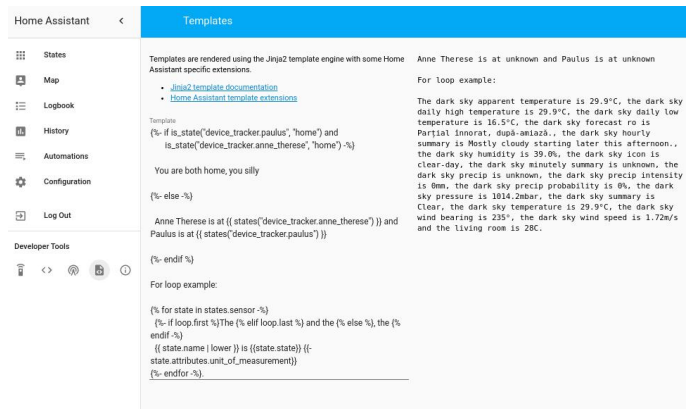 Home Assistant
Templates
States
Map
Logbook
History
Automations
Configuration
Log Out
Developer Tools
Templates are rendered using the Jinja2 template engine with some Home
Assistant specific extensions.
Jinja2 template documentation
Home Assistant template extensions
Template
{%- if is_state("device_tracker.paulus", "home") and
is_state("device_tracker.anne_therese", "home") -%}
You are both home, you silly
{%- else -%}
Anne Therese is at {{ states("device_tracker.anne_therese") }} and
Paulus is at {{ states("device_tracker.paulus") }}
{%- endif %}
For loop example:
{% for state in states.sensor -%}
{%- if loop.first %}The {% elif loop.last %} and the {% else %}, the {%
endif -%}
{{ state.name | lower }} is {{state.state}} {{-
state.attributes.unit_of_measurement}}
{%- endfor -%}.
Anne Therese is at unknown and Paulus is at unknown
For loop example:
The dark sky apparent temperature is 29.9°C, the dark sky
daily high temperature is 29.9°C, the dark sky daily low
temperature is 16.5°C, the dark sky forecast ro is
Parțial înnorat, după-amiază., the dark sky hourly
summary is Mostly cloudy starting later this afternoon.,
the dark sky humidity is 39.0%, the dark sky icon is
clear-day, the dark sky minutely summary is unknown, the
dark sky precip is unknown, the dark sky precip intensity
is 0mm, the dark sky precip probability is 0%, the dark
sky pressure is 1014.2mbar, the dark sky summary is
Clear, the dark sky temperature is 29.9°C, the dark sky
wind bearing is 235°, the dark sky wind speed is 1.72m/s
and the living room is 28C.